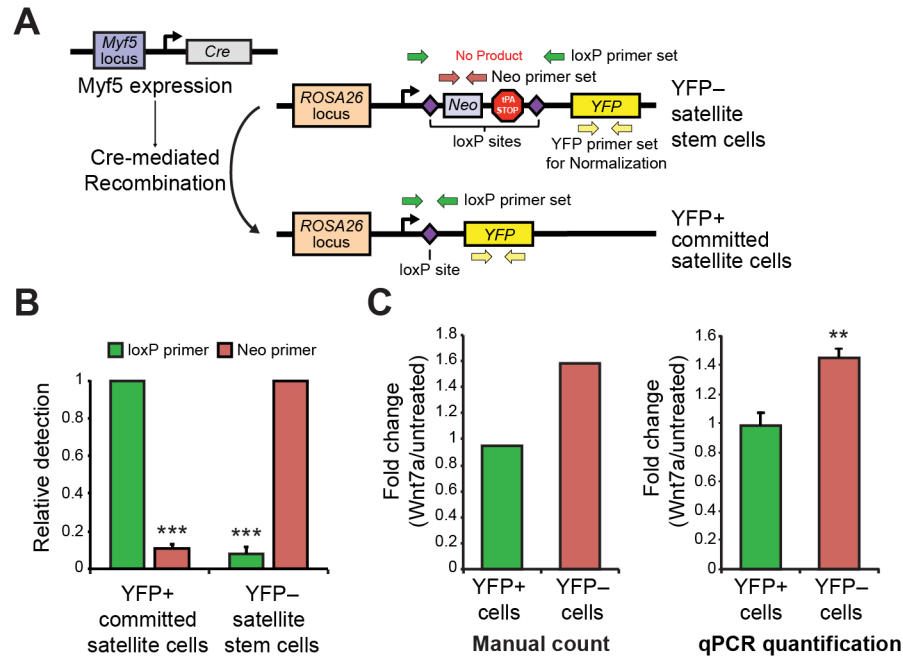 A
Myf5
locus
Cre
Myf5 expression
Cre-mediated
Recombination
No Product
loxP primer set
Neo primer set
ROSA26
locus
Neo
tPA
STOP
YFP
loxP sites
YFP primer set
for Normalization
YFP–
satellite
stem cells
loxP primer set
ROSA26
locus
YFP
loxP site
YFP+
committed
satellite cells
B
loxP primer
Neo primer
Relative detection
1
0.8
0.6
0.4
0.2
0
***
***
YFP+
committed
satellite cells
YFP–
satellite
stem cells
C
Fold change
(Wnt7a/untreated)
1.8
1.6
1.4
1.2
1
0.8
0.6
0.4
0.2
0
YFP+
cells
YFP–
cells
Manual count
Fold change
(Wnt7a/untreated)
1.6
1.4
1.2
1
0.8
0.6
0.4
0.2
0
**
YFP+
cells
YFP–
cells
qPCR quantification